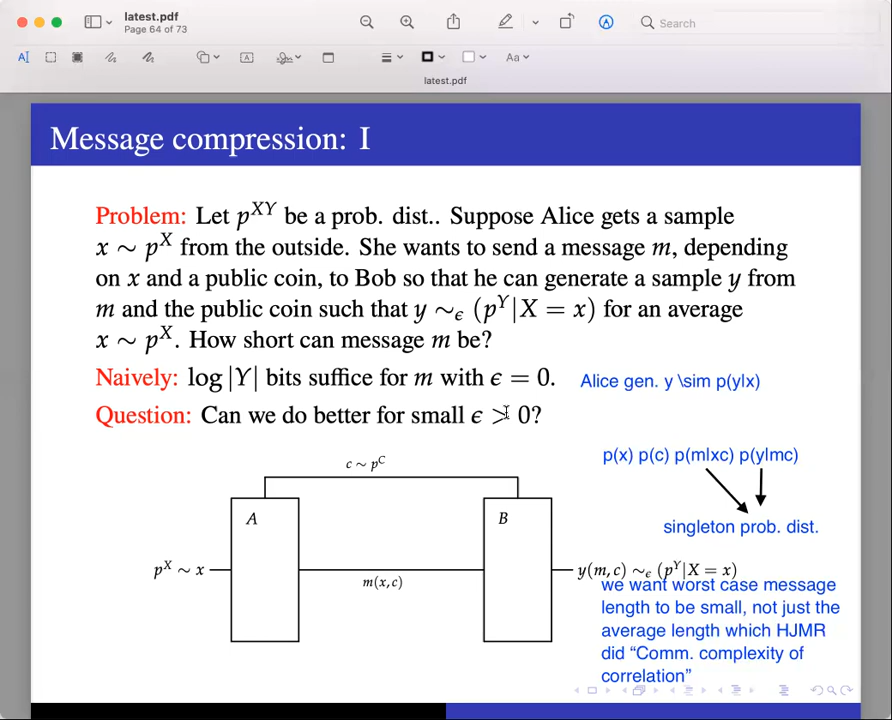 latest.pdf
Page 64 of 73
Search
Aa
latest.pdf
Message compression: I
Problem: Let p^{XY} be a prob. dist.. Suppose Alice gets a sample
x ∼ p^X from the outside. She wants to send a message m, depending
on x and a public coin, to Bob so that he can generate a sample y from
m and the public coin such that y ∼_ϵ (p^Y|X = x) for an average
x ∼ p^X. How short can message m be?
Naively: log |Y| bits suffice for m with ϵ = 0.
Alice gen. y \sim p(y|x)
Question: Can we do better for small ϵ > 0?
p(x) p(c) p(m|xc) p(y|mc)
c ∼ p^C
A
B
singleton prob. dist.
p^X ∼ x
m(x, c)
y(m, c) ∼_ϵ (p^Y|X = x)
we want worst case message
length to be small, not just the
average length which HJMR
did “Comm. complexity of
correlation”